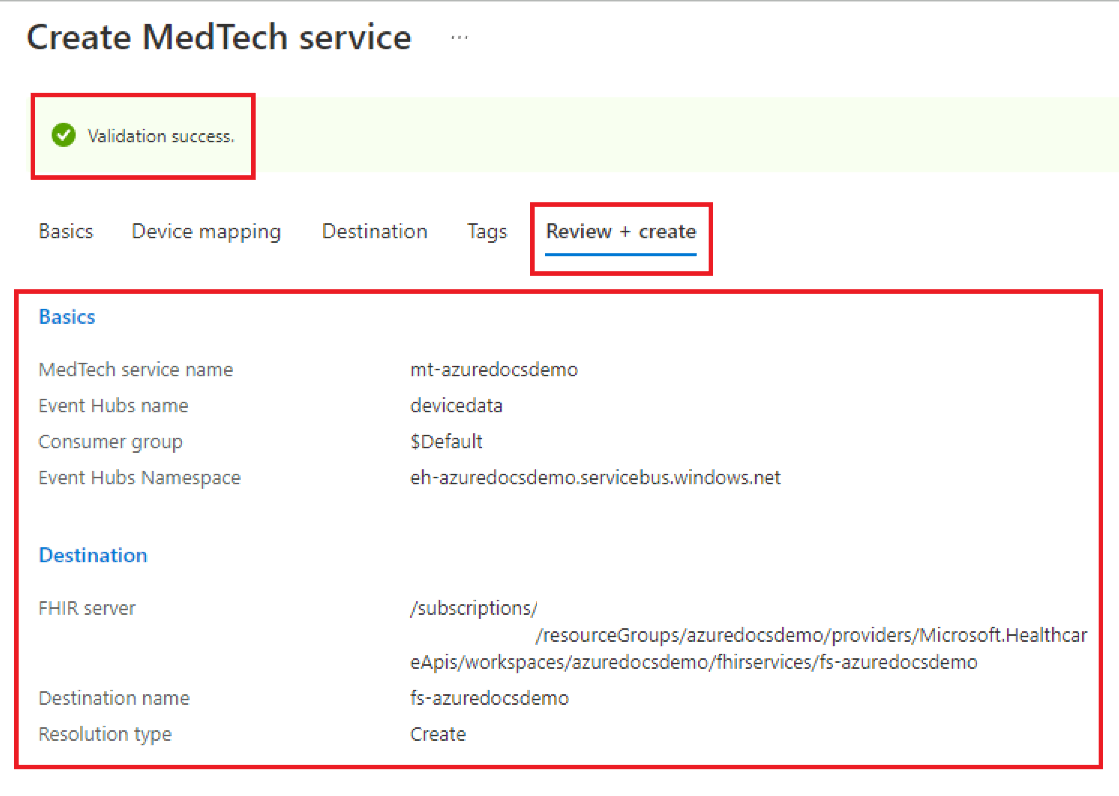 Create MedTech service ...
Validation success.
Basics Device mapping Destination Tags Review + create
Basics
MedTech service name mt-azuredocsdemo
Event Hubs name devicedata
Consumer group $Default
Event Hubs Namespace eh-azuredocsdemo.servicebus.windows.net
Destination
FHIR server /subscriptions/
/resourceGroups/azuredocsdemo/providers/Microsoft.Healthcar
eApis/workspaces/azuredocsdemo/fhirservices/fs-azuredocsdemo
Destination name fs-azuredocsdemo
Resolution type Create